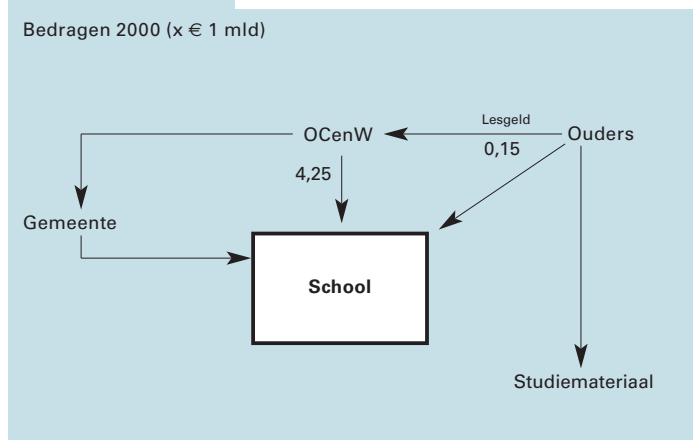 Bedragen 2000 (x € 1 mld)
Lesgeld
OCenW
Ouders
0,15
4,25
Gemeente
School
Studiemateriaal